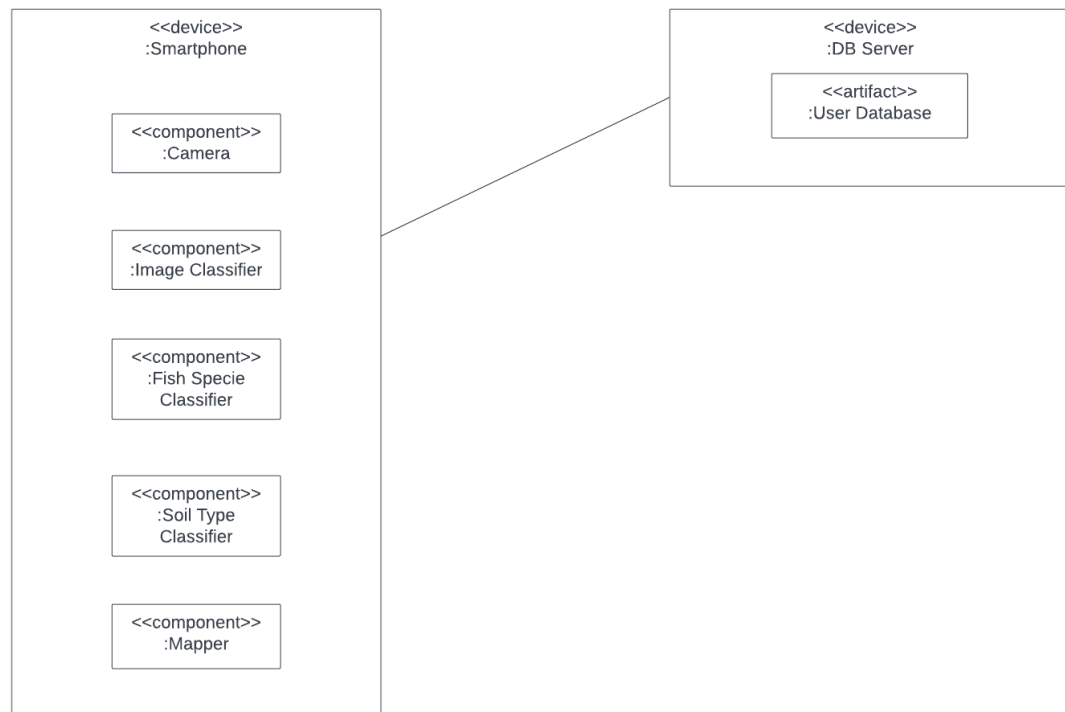 <<device>>
:Smartphone
<<component>>
:Camera
<<component>>
:Image Classifier
<<component>>
:Fish Specie
Classifier
<<component>>
:Soil Type
Classifier
<<component>>
:Mapper
<<device>>
:DB Server
<<artifact>>
:User Database